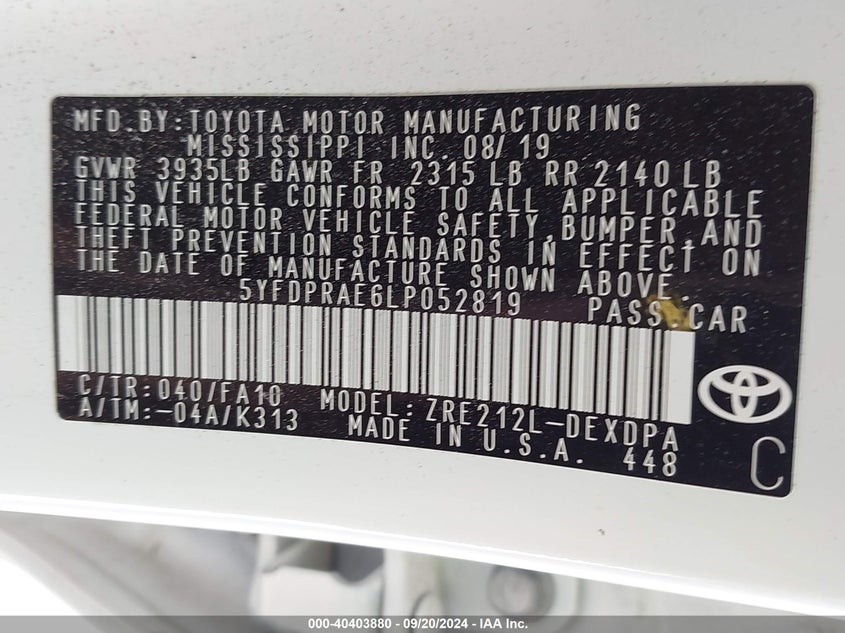 MFD.BY:TOYOTA MOTOR MANUFACTURING
MISSISSIPPI INC. 08/19
GVWR 3935LB GAWR FR 2315 LB RR 2140 LB
THIS VEHICLE CONFORMS TO ALL APPLICABLE
FEDERAL MOTOR VEHICLE SAFETY,BUMPER,AND
THEFT PREVENTION STANDARDS IN EFFECT ON
THE DATE OF MANUFACTURE SHOWN ABOVE.
5YFDPRAE6LP052819 PASS.CAR
C/TR:040/FA10 MODEL:ZRE212L-DEXDPA
A/TM:-04A/K313 MADE IN U.S.A. 448
C
000-40403880 - 09/20/2024 - IAA Inc.